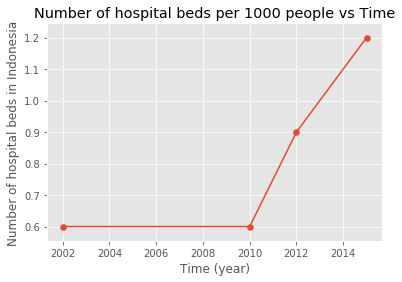 Number of hospital beds per 1000 people vs Time
Number of hospital beds in Indonesia
1.2
1.1
1.0
0.9
0.8
0.7
0.6
2002 2004 2006 2008 2010 2012 2014
Time (year)